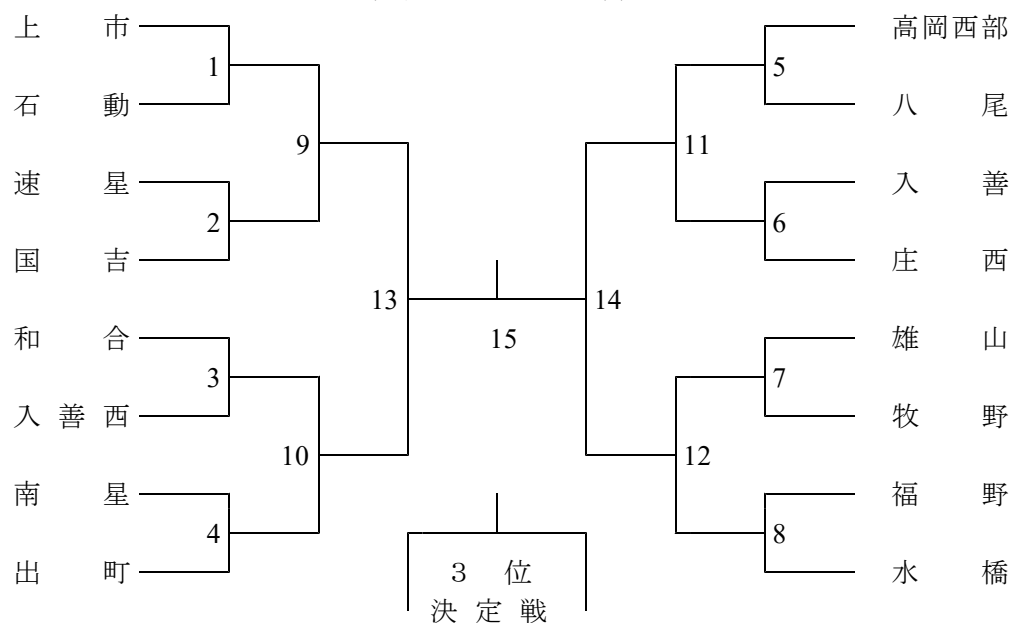 上市
石動
速星
国吉
和合
入善西
南星
出町
1
2
3
4
9
10
13
15
14
11
12
5
6
7
8
高岡西部
八尾
入善
庄西
雄山
牧野
福野
水橋
3位
決定戦